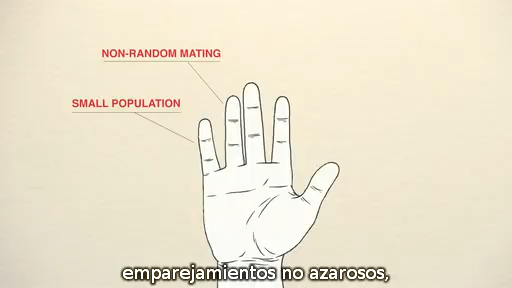 NON-RANDOM MATING
SMALL POPULATION
emparejamientos no azarosos,